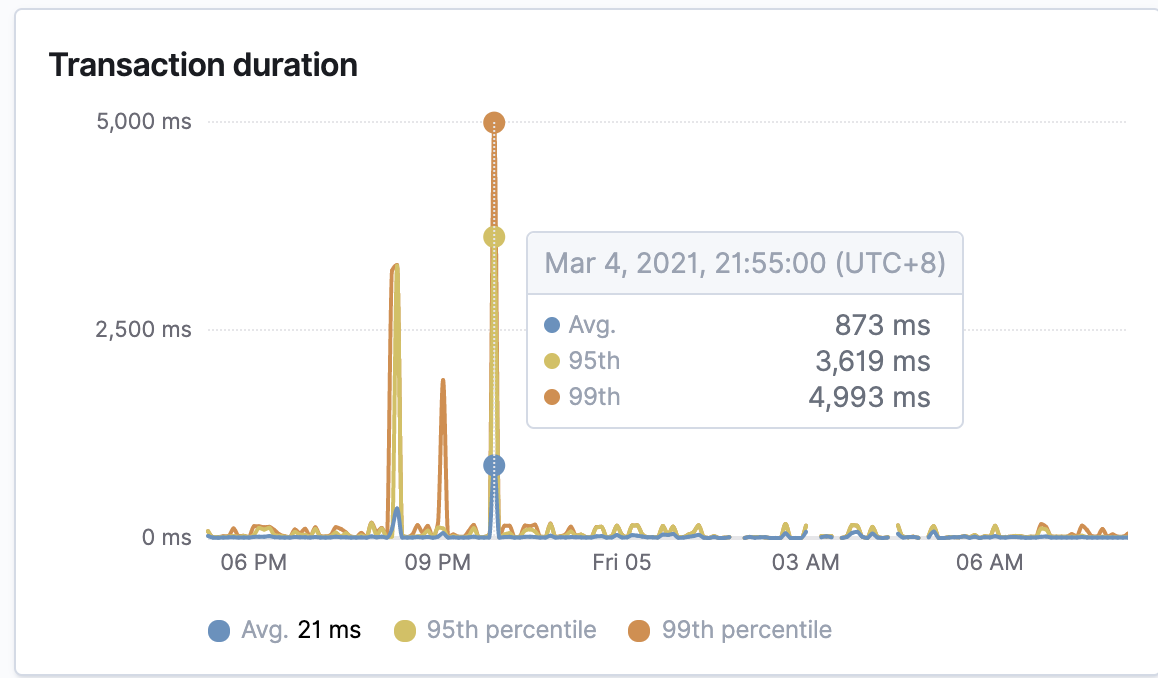 Transaction duration
5,000 ms
2,500 ms
0 ms
Mar 4, 2021, 21:55:00 (UTC+8)
Avg. 873 ms
95th 3,619 ms
99th 4,993 ms
06 PM 09 PM Fri 05 03 AM 06 AM
Avg. 21 ms 95th percentile 99th percentile